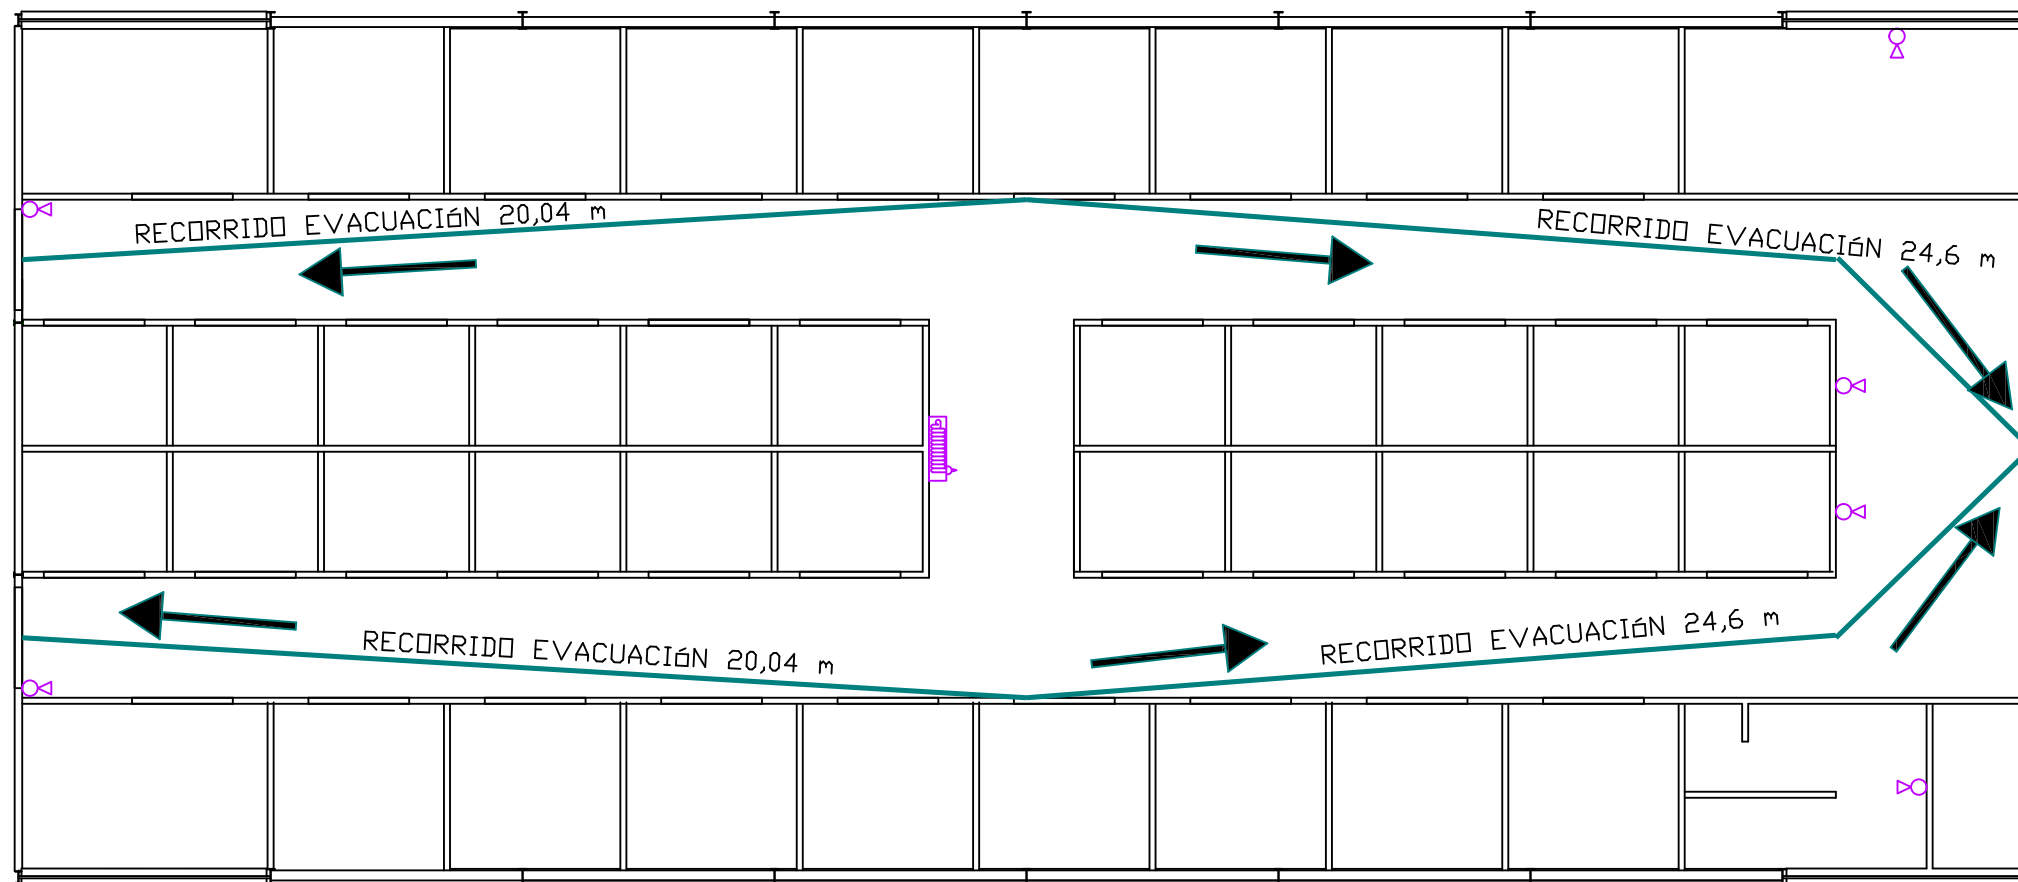 RECORRIDO EVACUACIóN 20,04 m
RECORRIDO EVACUACIóN 24,6 m
RECORRIDO EVACUACIóN 20,04 m
RECORRIDO EVACUACIóN 24,6 m